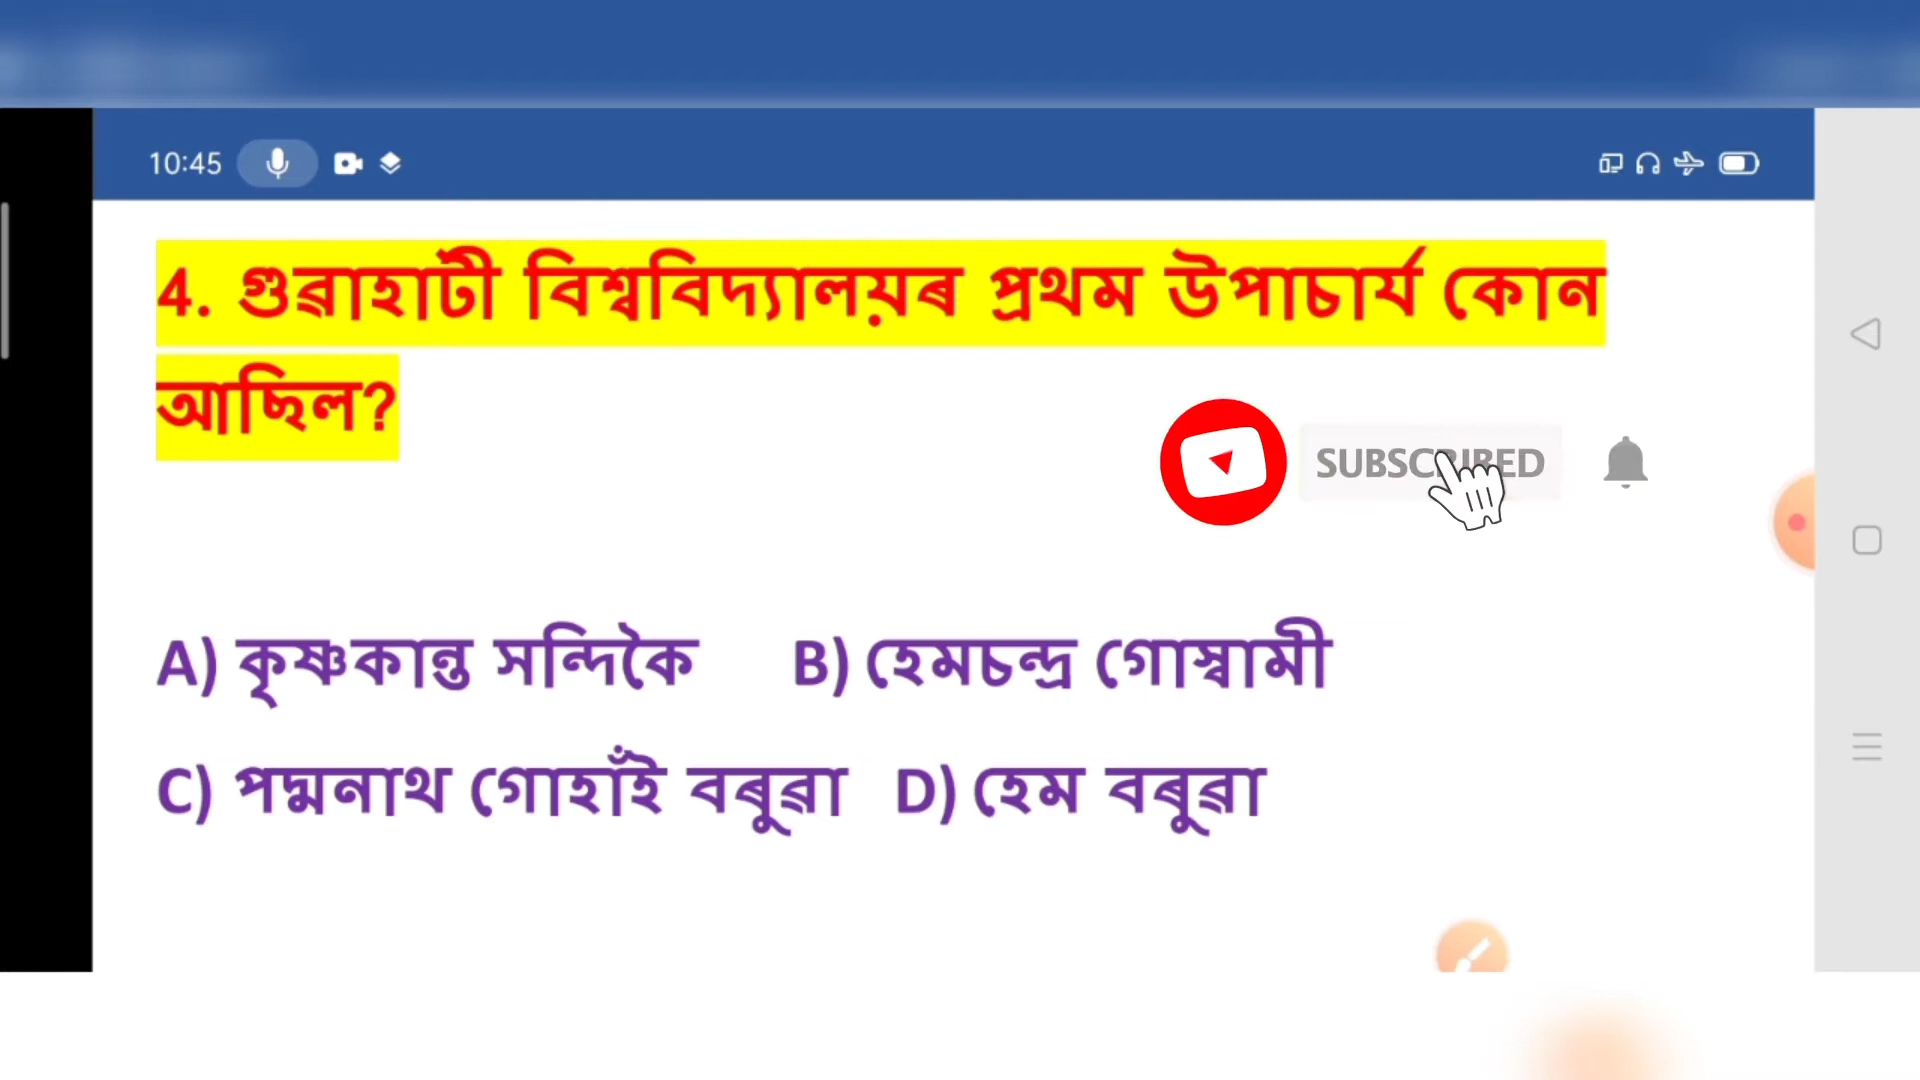 10:45
4. গুৱাহাটী বিশ্ববিদ্যালয়ৰ প্ৰথম উপাচাৰ্য কোন
আছিল?
SUBSCRIBED
A) কৃষ্ণকান্ত সন্দিকৈ B) হেমচন্দ্ৰ গোস্বামী
C) পদ্মনাথ গোহাঁই বৰুৱা D) হেম বৰুৱা